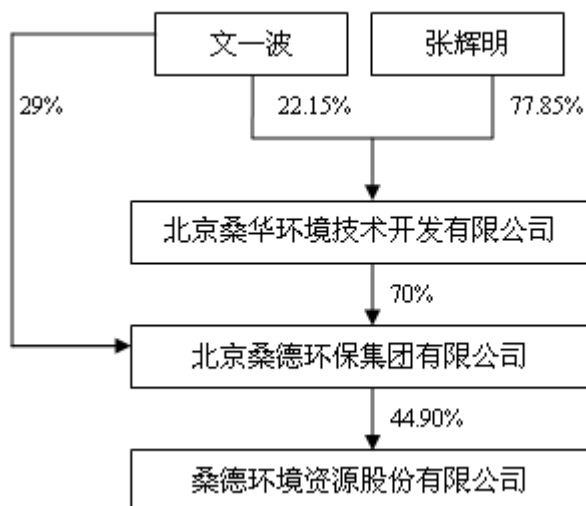 文一波
张辉明
29%
22.15%
77.85%
北京桑华环境技术开发有限公司
70%
北京桑德环保集团有限公司
44.90%
桑德环境资源股份有限公司